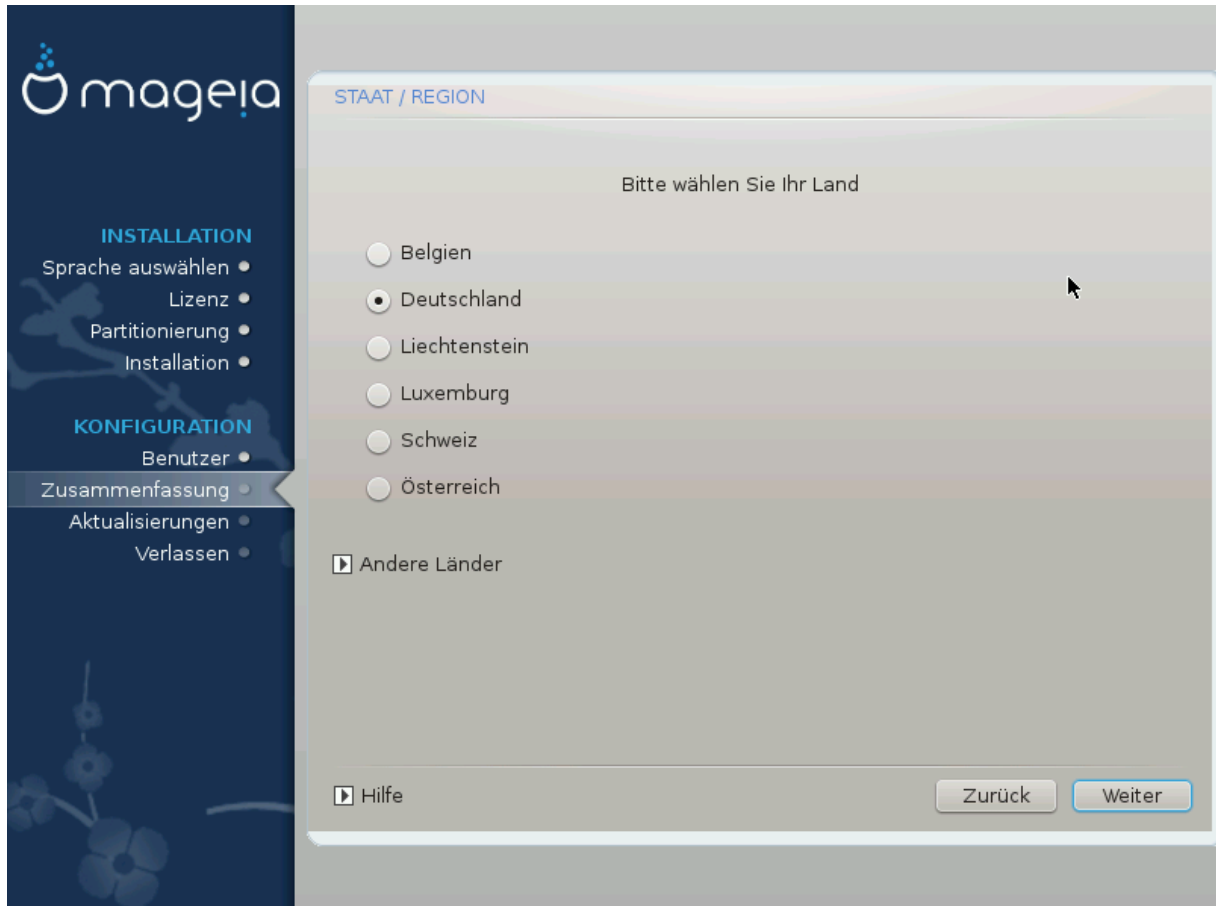 mageia
INSTALLATION
Sprache auswählen
Lizenz
Partitionierung
Installation
KONFIGURATION
Benutzer
Zusammenfassung
Aktualisierungen
Verlassen
STAAT / REGION
Bitte wählen Sie Ihr Land
Belgien
Deutschland
Liechtenstein
Luxemburg
Schweiz
Österreich
Andere Länder
Hilfe
Zurück
Weiter